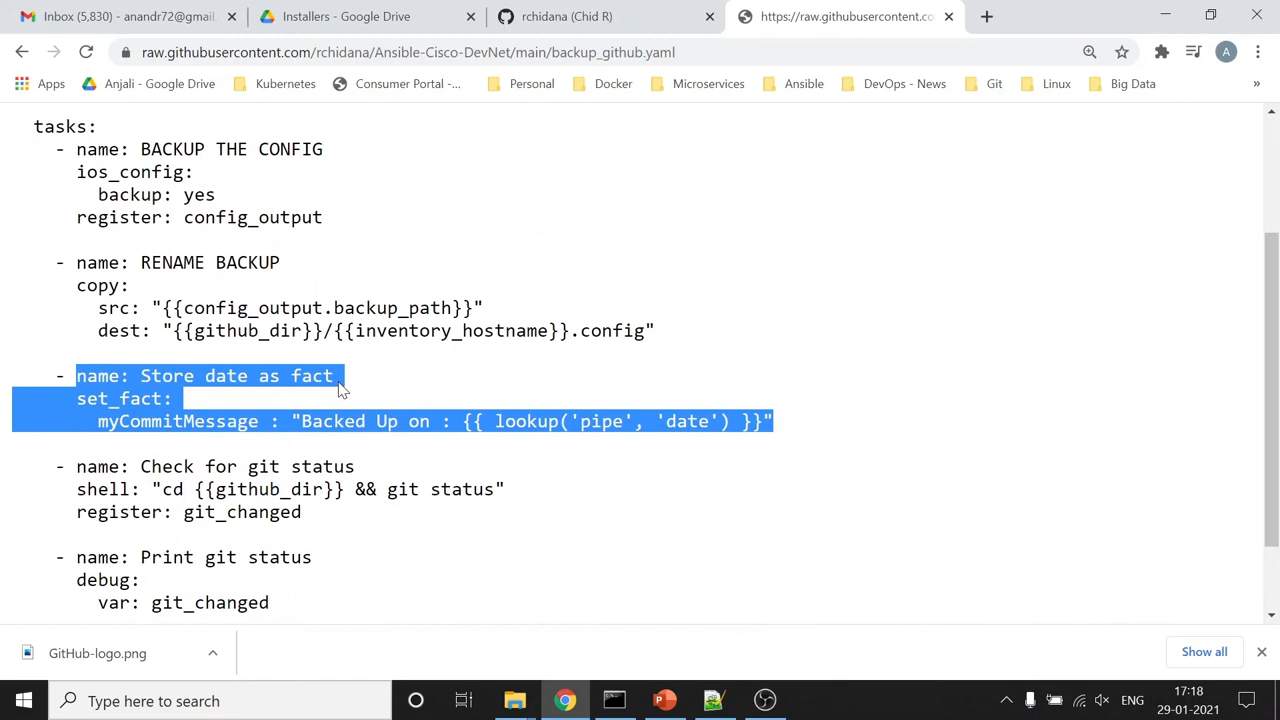 Inbox (5,830) - anandr72@gmail.
Installers - Google Drive
rchidana (Chid R)
https://raw.githubusercontent.co
raw.githubusercontent.com/rchidana/Ansible-Cisco-DevNet/main/backup_github.yaml
A
Apps
Anjali - Google Drive
Kubernetes
Consumer Portal -...
Personal
Docker
Microservices
Ansible
DevOps - News
Git
Linux
Big Data
»
tasks:
- name: BACKUP THE CONFIG
ios_config:
backup: yes
register: config_output
- name: RENAME BACKUP
copy:
src: "{{config_output.backup_path}}"
dest: "{{github_dir}}/{{inventory_hostname}}.config"
- name: Store date as fact
set_fact:
myCommitMessage : "Backed Up on : {{ lookup('pipe', 'date') }}"
- name: Check for git status
shell: "cd {{github_dir}} && git status"
register: git_changed
- name: Print git status
debug:
var: git_changed
GitHub-logo.png
Show all
Type here to search
ENG
17:18
29-01-2021